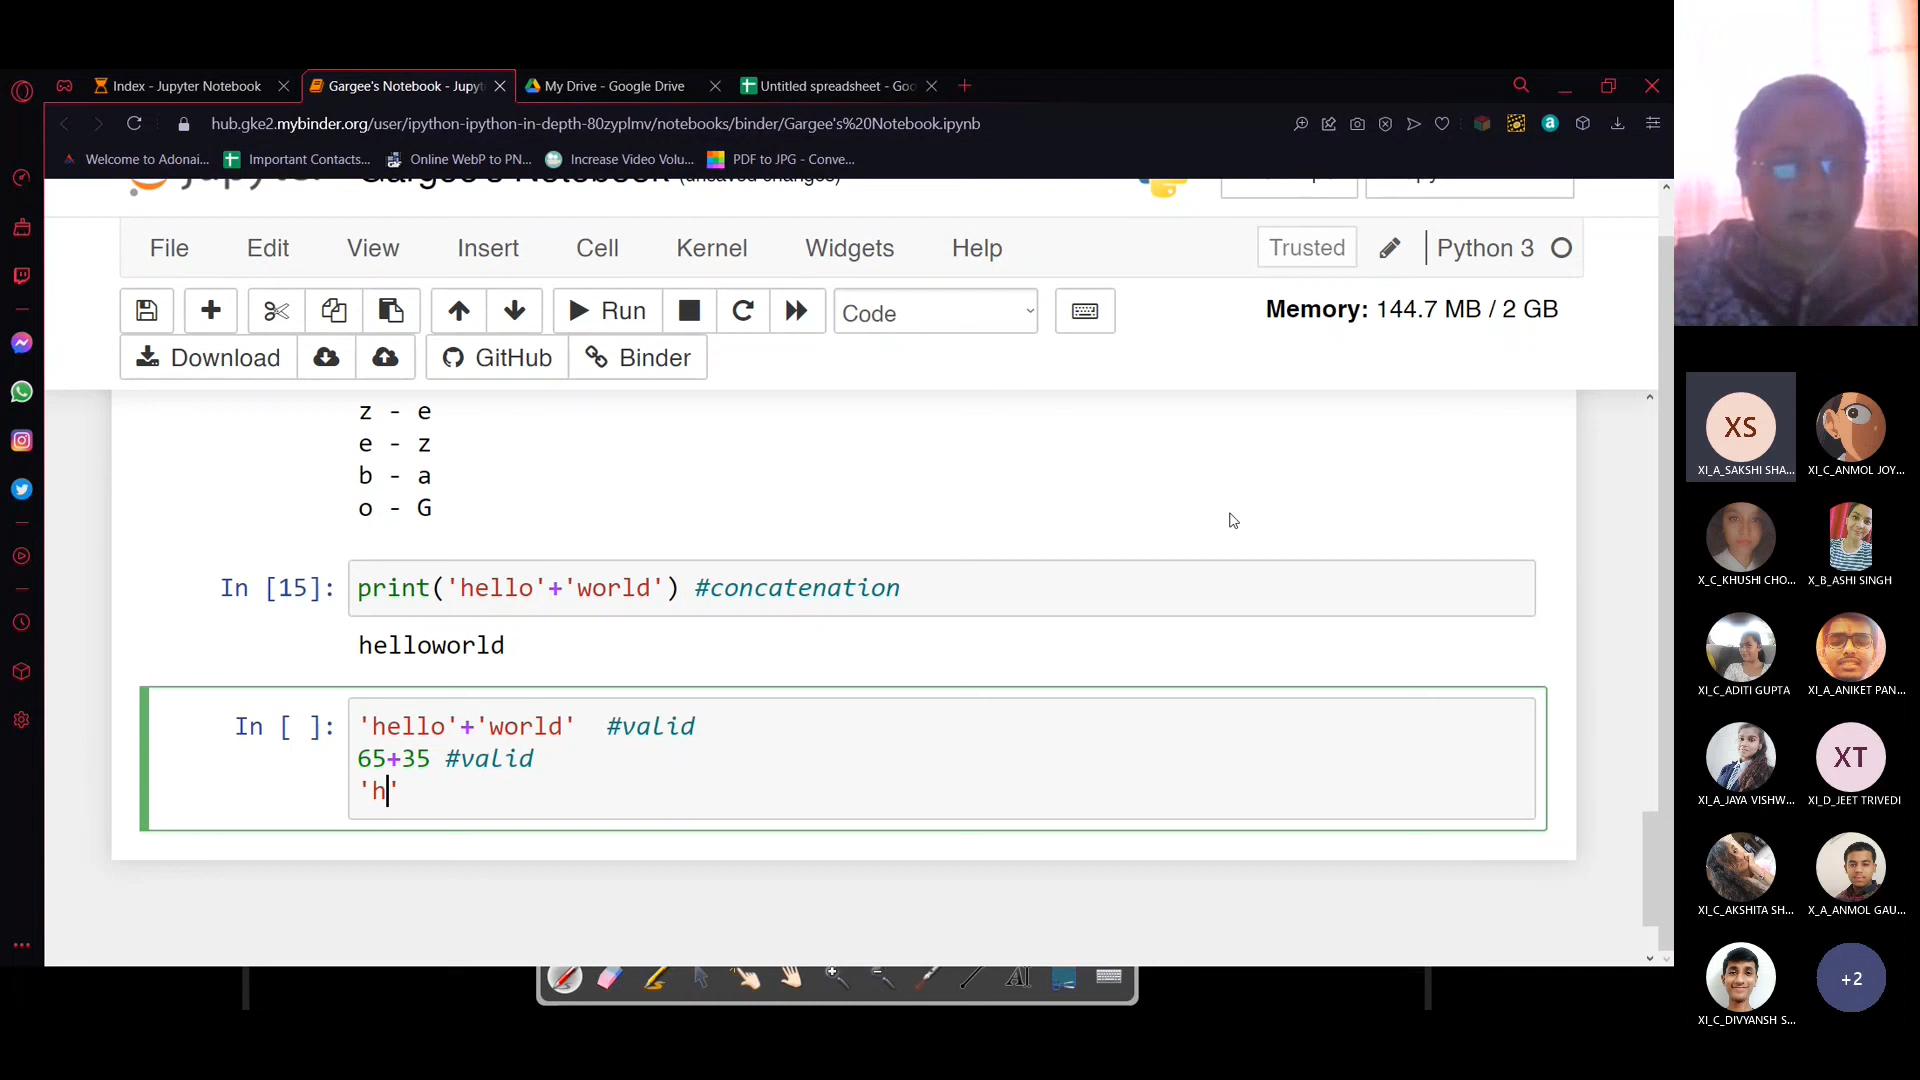 Index - Jupyter Notebook
Gargee's Notebook - Jupyt
My Drive - Google Drive
Untitled spreadsheet - Goo
hub.gke2.mybinder.org/user/ipython-ipython-in-depth-80zyplmv/notebooks/binder/Gargee's%20Notebook.ipynb
Welcome to Adonai...
Important Contacts...
Online WebP to PN...
Increase Video Volu...
PDF to JPG - Conve...
File Edit View Insert Cell Kernel Widgets Help Trusted Python 3
Run Code Memory: 144.7 MB / 2 GB
Download GitHub Binder
z - e
e - z
b - a
o - G
In [15]: print('hello'+'world') #concatenation
helloworld
In [ ]: 'hello'+'world'  #valid
65+35 #valid
'h'
XS
XI_A_SAKSHI SHA...
XI_C_ANMOL JOY...
X_C_KHUSHI CHO...
X_B_ASHI SINGH
X_C_ADITI GUPTA
XI_A_ANIKET PAN...
XT
XI_A_JAYA VISHW...
XI_D_JEET TRIVEDI
XI_C_AKSHITA SH...
X_A_ANMOL GAU...
+2
XI_C_DIVYANSH S...